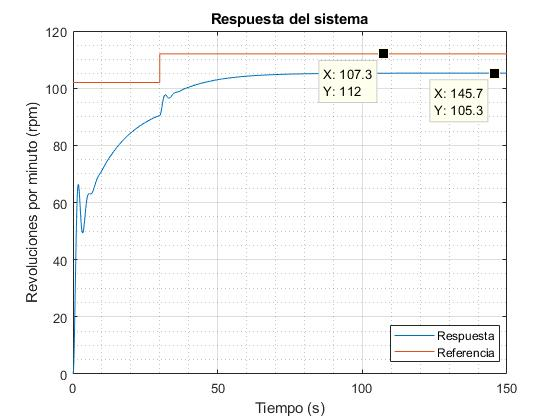 Respuesta del sistema
120
100
80
60
40
20
0
Revoluciones por minuto (rpm)
X: 107.3
Y: 112
X: 145.7
Y: 105.3
Respuesta
Referencia
0
50
100
150
Tiempo (s)